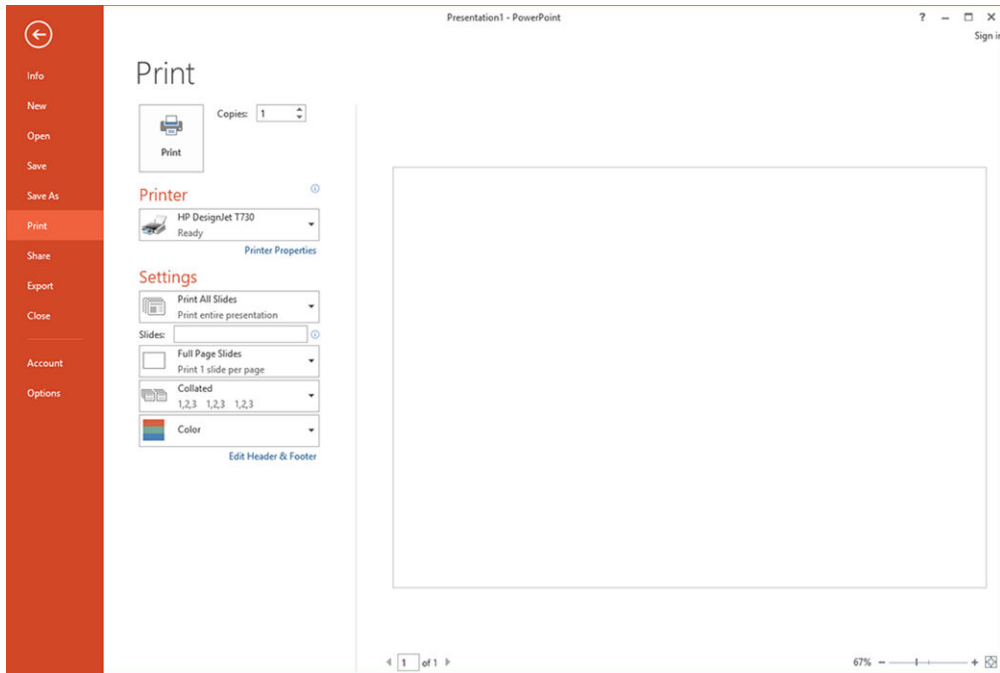 Presentation1 - PowerPoint
?
Sign in
Info
New
Open
Save
Save As
Print
Share
Export
Close
Account
Options
Print
Copies: 1
Print
Printer
HP DesignJet T730
Ready
Printer Properties
Settings
Print All Slides
Print entire presentation
Slides:
Full Page Slides
Print 1 slide per page
Collated
1,2,3 1,2,3 1,2,3
Color
Edit Header & Footer
1 of 1
67%